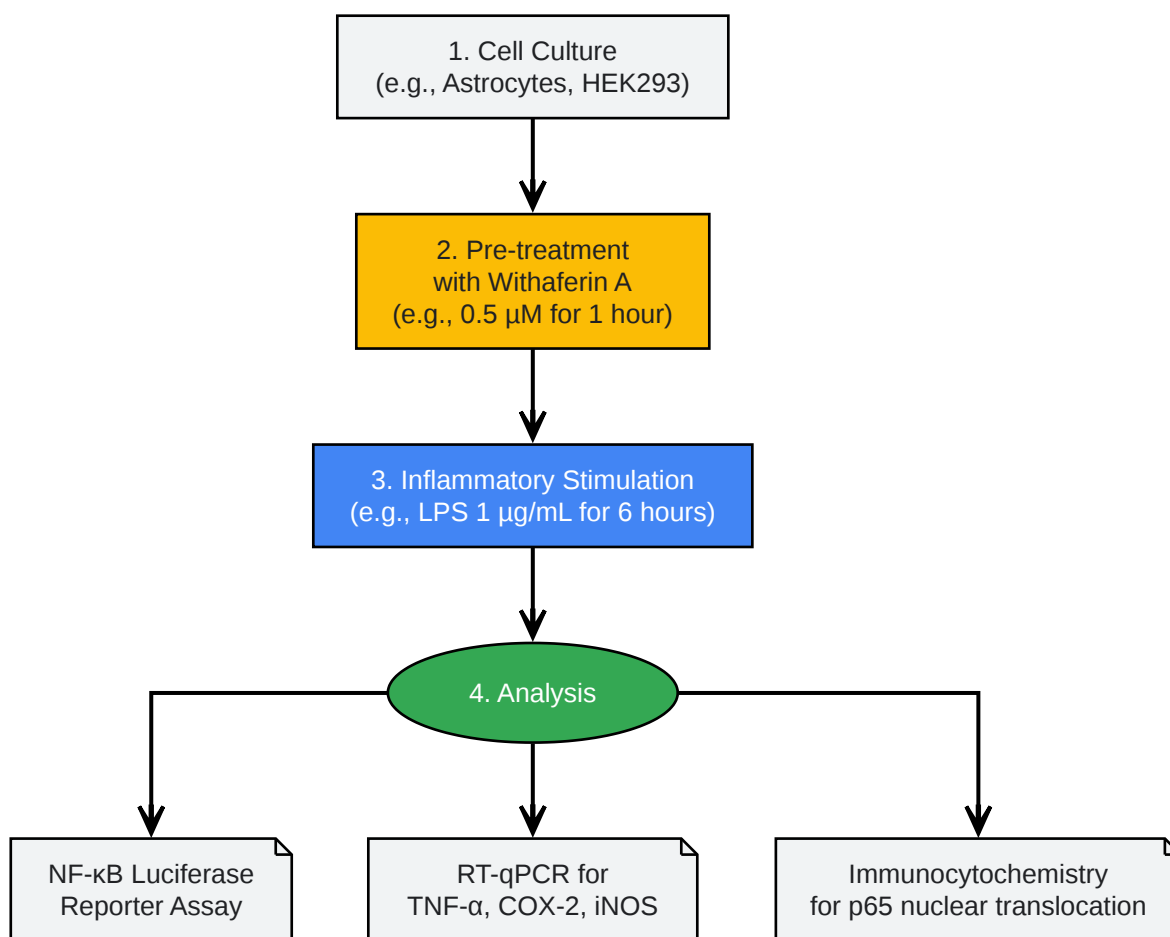 1. Cell Culture
(e.g., Astrocytes, HEK293)
2. Pre-treatment
with Withaferin A
(e.g., 0.5 µM for 1 hour)
3. Inflammatory Stimulation
(e.g., LPS 1 µg/mL for 6 hours)
4. Analysis
NF-κB Luciferase
Reporter Assay
RT-qPCR for
TNF-α, COX-2, iNOS
Immunocytochemistry
for p65 nuclear translocation